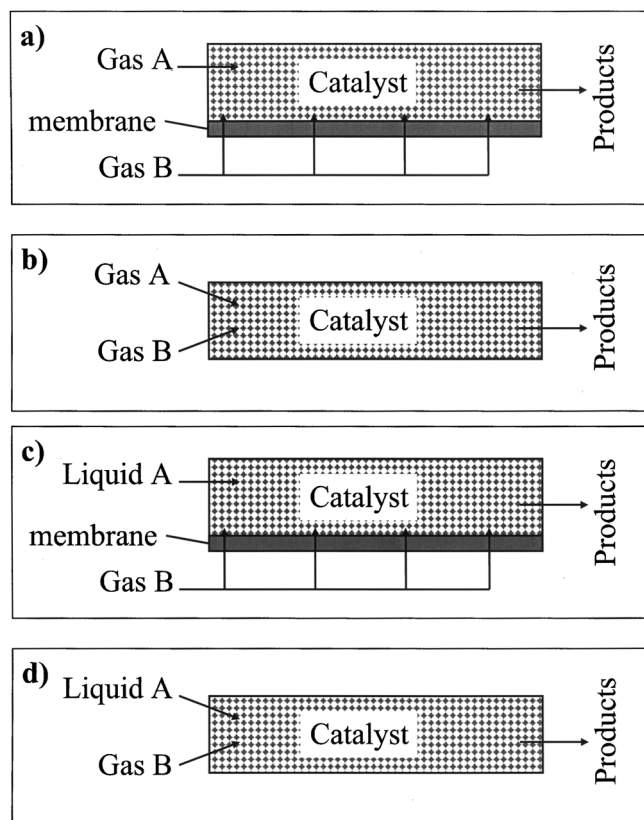 a)
Gas A
Catalyst
membrane
Gas B
Products
b)
Gas A
Gas B
Catalyst
Products
c)
Liquid A
Catalyst
membrane
Gas B
Products
d)
Liquid A
Gas B
Catalyst
Products